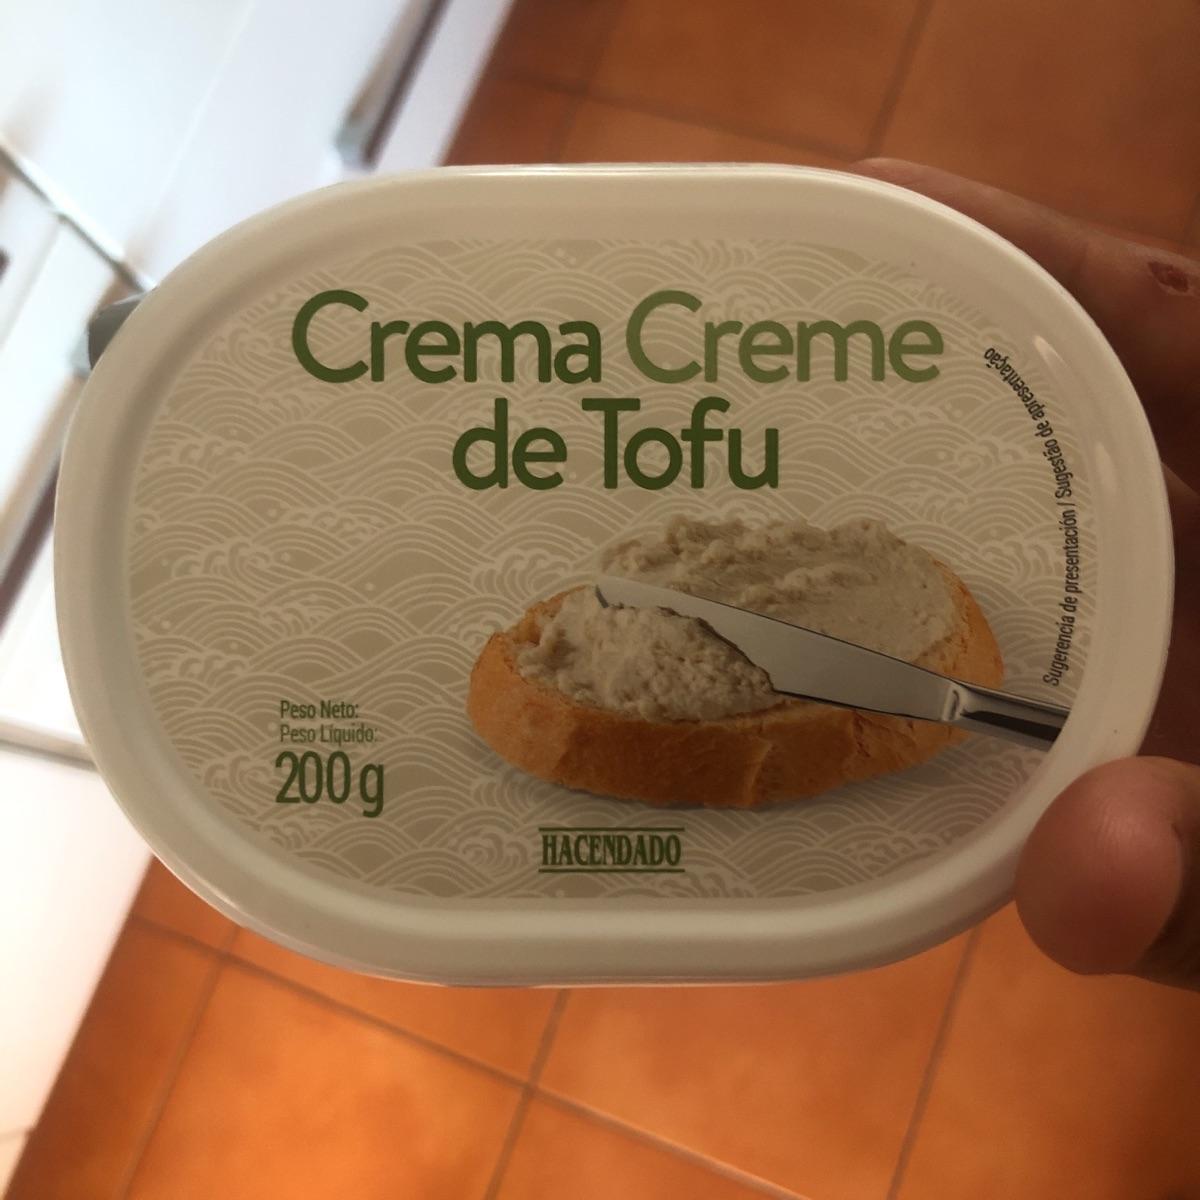 Crema Creme
de Tofu
Sugerencia de presentación / Sugestão de apresentação
Peso Neto:
Peso Líquido:
200 g
HACENDADO